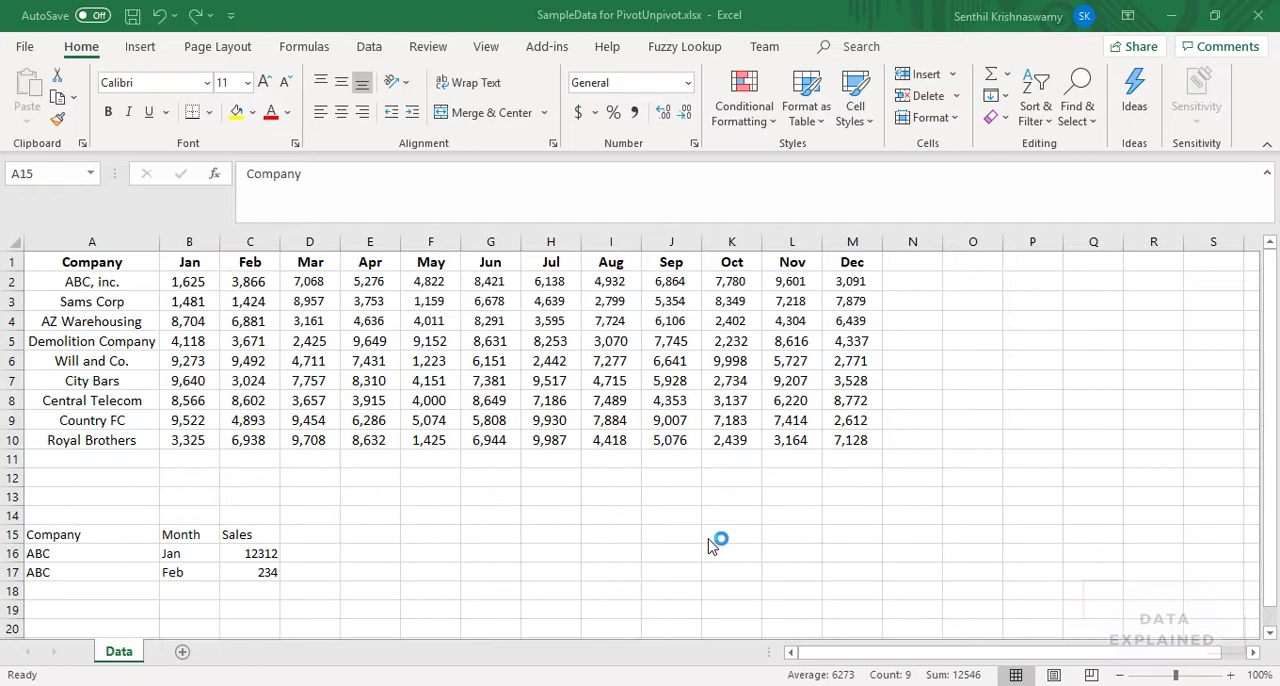 AutoSave Off SampleData for PivotUnpivot.xlsx - Excel Senthil Krishnaswamy SK
File Home Insert Page Layout Formulas Data Review View Add-ins Help Fuzzy Lookup Team Search Share Comments
Paste Calibri 11 Wrap Text General Conditional Formatting Format as Table Cell Styles Insert Sort & Filter Find & Select Ideas Sensitivity
B I U Merge & Center $ % Delete
Format
Clipboard Font Alignment Number Styles Cells Editing Ideas Sensitivity
A15 fx Company
A B C D E F G H I J K L M N O P Q R S
1 Company Jan Feb Mar Apr May Jun Jul Aug Sep Oct Nov Dec
2 ABC, inc. 1,625 3,866 7,068 5,276 4,822 8,421 6,138 4,932 6,864 7,780 9,601 3,091
3 Sams Corp 1,481 1,424 8,957 3,753 1,159 6,678 4,639 2,799 5,354 8,349 7,218 7,879
4 AZ Warehousing 8,704 6,881 3,161 4,636 4,011 8,291 3,595 7,724 6,106 2,402 4,304 6,439
5 Demolition Company 4,118 3,671 2,425 9,649 9,152 8,631 8,253 3,070 7,745 2,232 8,616 4,337
6 Will and Co. 9,273 9,492 4,711 7,431 1,223 6,151 2,442 7,277 6,641 9,998 5,727 2,771
7 City Bars 9,640 3,024 7,757 8,310 4,151 7,381 9,517 4,715 5,928 2,734 9,207 3,528
8 Central Telecom 8,566 8,602 3,657 3,915 4,000 8,649 7,186 7,489 4,353 3,137 6,220 8,772
9 Country FC 9,522 4,893 9,454 6,286 5,074 5,808 9,930 7,884 9,007 7,183 7,414 2,612
10 Royal Brothers 3,325 6,938 9,708 8,632 1,425 6,944 9,987 4,418 5,076 2,439 3,164 7,128
11
12
13
14
15 Company Month Sales
16 ABC Jan 12312
17 ABC Feb 234
18
19
20
DATA
EXPLAINED
Data
Ready Average: 6273 Count: 9 Sum: 12546 100%